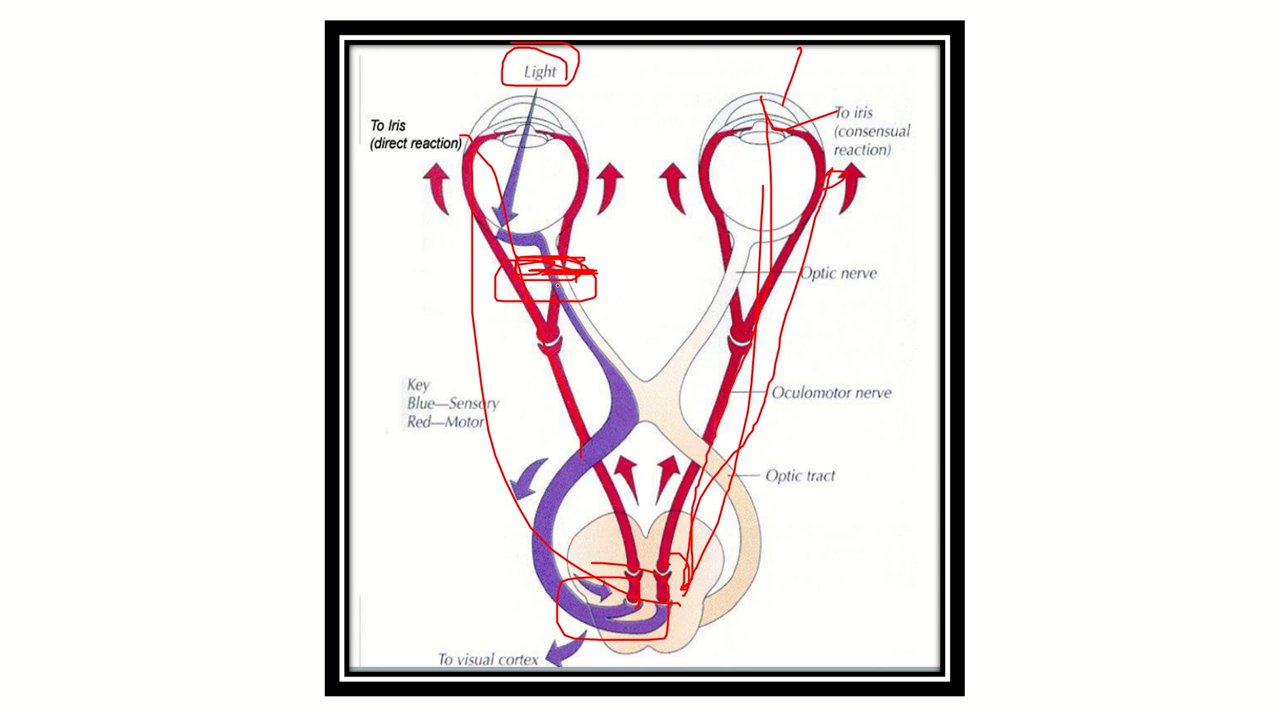 Light
To Iris
(direct reaction)
To iris
(consensual
reaction)
Optic nerve
Key
Blue—Sensory
Red—Motor
Oculomotor nerve
Optic tract
To visual cortex